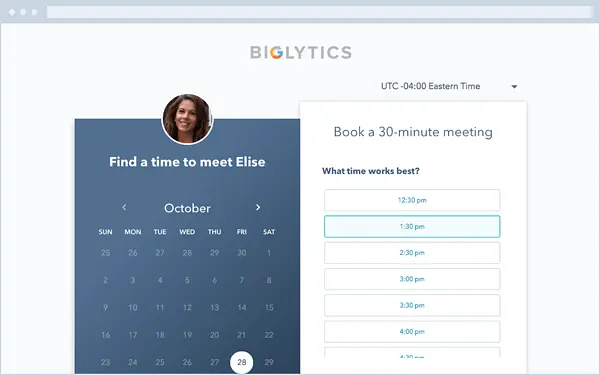 BIGLYTICS
UTC -04:00 Eastern Time
Find a time to meet Elise
October
SUN MON TUE WED THU FRI SAT
25 26 27 28 29 30 1
2 3 4 5 6 7 8
9 10 11 12 13 14 15
16 17 18 19 20 21 22
23 24 25 26 27 28 29
Book a 30-minute meeting
What time works best?
12:30 pm
1:30 pm
2:30 pm
3:00 pm
3:30 pm
4:00 pm
4:30 pm